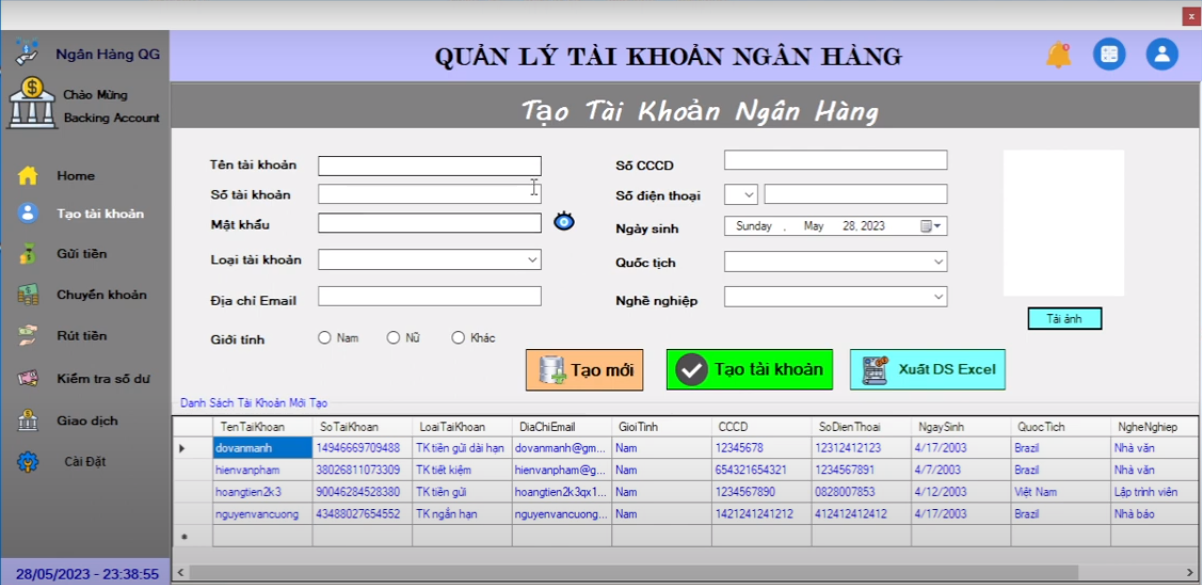 x
Ngân Hàng QG
QUẢN LÝ TÀI KHOẢN NGÂN HÀNG
Chào Mừng
Backing Account
Tạo Tài Khoản Ngân Hàng
Home
Tạo tài khoản
Gửi tiền
Chuyển khoản
Rút tiền
Kiểm tra số dư
Giao dịch
Cài Đặt
28/05/2023 - 23:38:55
Tên tài khoản
Số tài khoản
Mật khẩu
Loại tài khoản
Địa chỉ Email
Giới tính Nam Nữ Khác
Số CCCD
Số điện thoại
Ngày sinh Sunday , May 28, 2023
Quốc tịch
Nghề nghiệp
Tải ảnh
Tạo mới Tạo tài khoản Xuất DS Excel
Danh Sách Tài Khoản Mới Tạo
TenTaiKhoan SoTaiKhoan LoaiTaiKhoan DiaChiEmail GioiTinh CCCD SoDienThoai NgaySinh QuocTich NgheNghiep
dovanmanh 14946669709488 TK tiền gửi dài hạn dovanmanh@gm... Nam 12345678 12312412123 4/17/2003 Brazil Nhà văn
hienvanpham 38026811073309 TK tiết kiệm hienvanpham@g... Nam 654321654321 1234567891 4/7/2003 Brazil Nhà văn
hoangtien2k3 90046284528380 TK tiền gửi hoangtien2k3qx1... Nam 1234567890 0828007853 4/12/2003 Việt Nam Lập trình viên
nguyenvancuong 43488027654552 TK ngắn hạn nguyenvancuong... Nam 1421241241212 412412412412 4/17/2003 Brazil Nhà báo